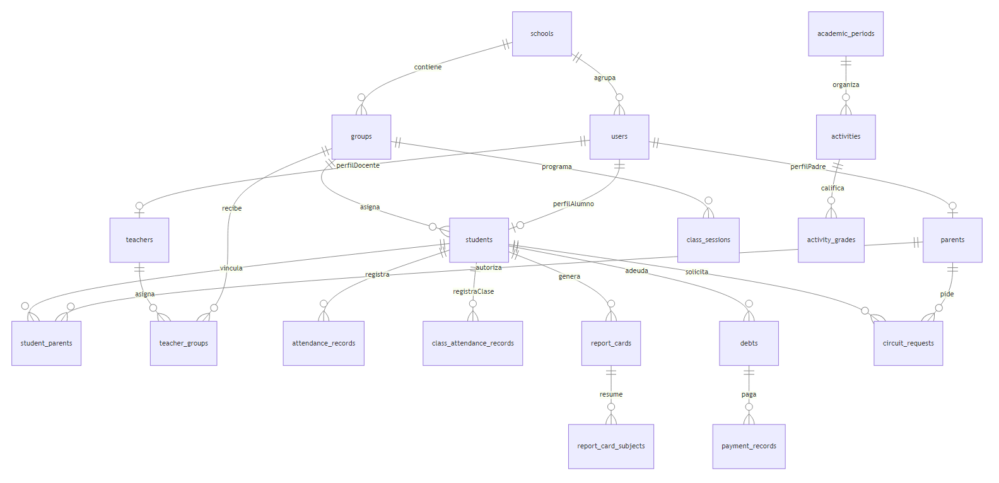 schools
academic_periods
contiene
agrupa
organiza
groups
users
activities
perfilDocente
programa
perfilPadre
califica
recibe
asigna
perfilAlumno
teachers
students
class_sessions
activity_grades
parents
vincula
autoriza
registra
genera
adeuda
solicita
asigna
registraClase
pide
student_parents
teacher_groups
attendance_records
class_attendance_records
report_cards
debts
circuit_requests
resume
paga
report_card_subjects
payment_records